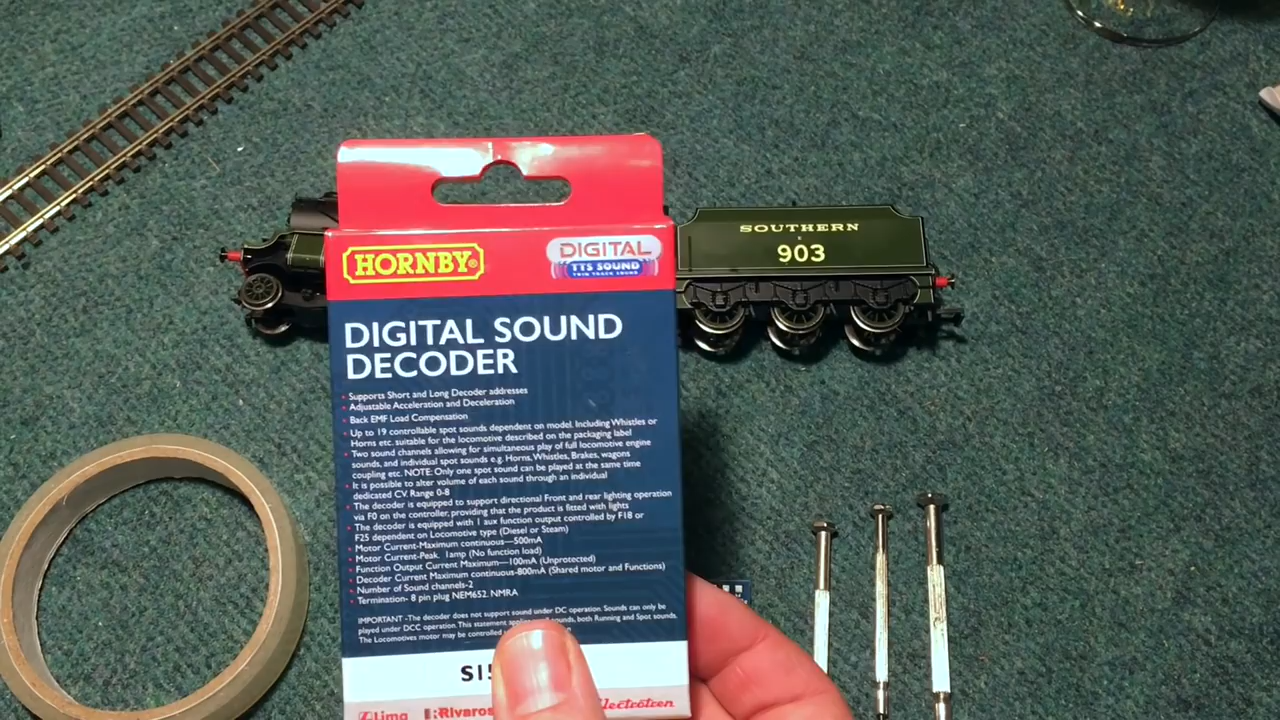 HORNBY®
DIGITAL
TTS SOUND
TWIN TRACK SOUND
SOUTHERN
903
DIGITAL SOUND
DECODER
• Supports Short and Long Decoder addresses
• Adjustable Acceleration and Deceleration
• Back EMF Load Compensation
• Up to 19 controllable spot sounds dependent on model. Including Whistles or
Horns etc. suitable for the locomotive described on the packaging label
• Two sound channels allowing for simultaneous play of full locomotive engine
sounds, and individual spot sounds e.g. Horns, Whistles, Brakes, wagons
coupling etc. NOTE: Only one spot sound can be played at the same time
• It is possible to alter volume of each sound through an individual
dedicated CV. Range 0-8
• The decoder is equipped to support directional Front and rear lighting operation
via F0 on the controller, providing that the product is fitted with lights
• The decoder is equipped with 1 aux function output controlled by F18 or
F25 dependent on Locomotive type (Diesel or Steam)
• Motor Current-Maximum continuous—500mA
• Motor Current-Peak. 1amp (No function load)
• Function Output Current Maximum—100mA (Unprotected)
• Decoder Current Maximum continuous-800mA (Shared motor and Functions)
• Number of Sound channels-2
• Termination- 8 pin plug NEM652. NMRA
IMPORTANT -The decoder does not support sound under DC operation. Sounds can only be
played under DCC operation. This statement sounds, both Running and Spot sounds.
The Locomotives motor may be controlled
Lima Rivarossi Electrotren